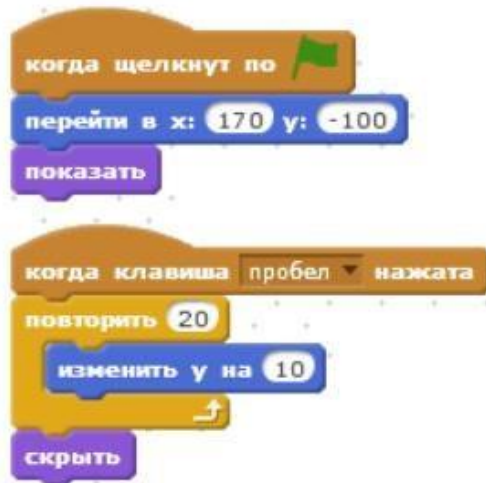 когда щелкнут по
перейти в x: 170 y: -100
показать
когда клавиша пробел нажата
повторить 20
изменить y на 10
скрыть